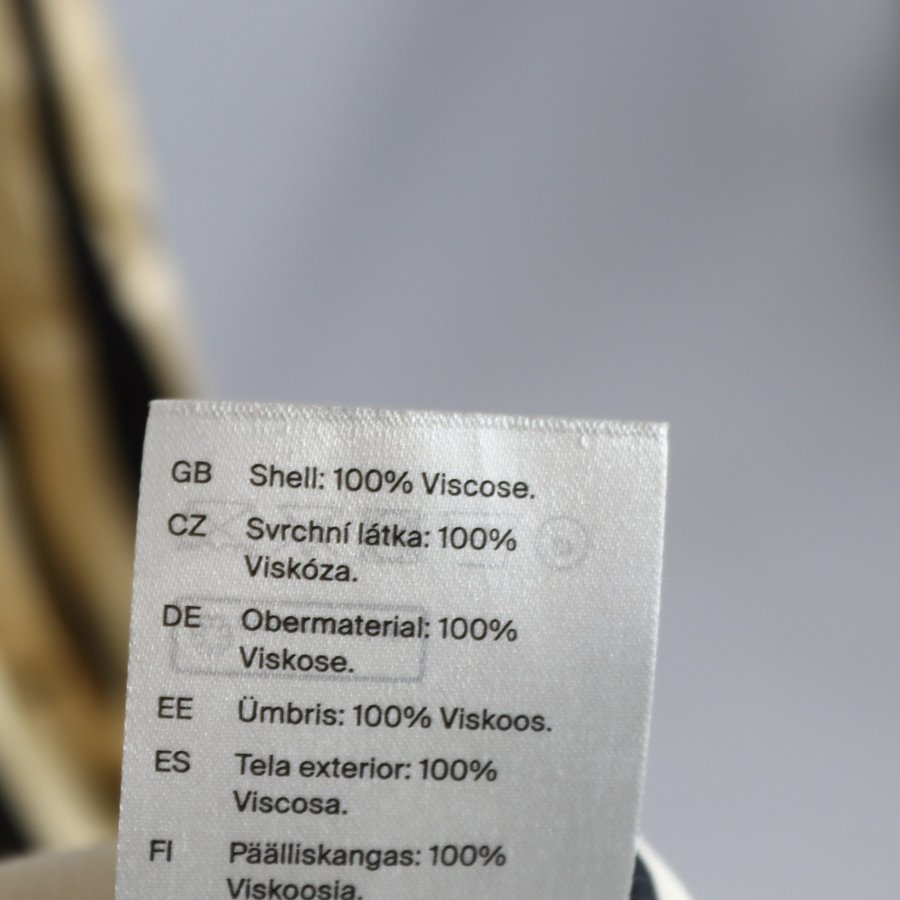 GB Shell: 100% Viscose.
CZ Svrchní látka: 100%
Viskóza.
DE Obermaterial: 100%
Viskose.
EE Ümbris: 100% Viskoos.
ES Tela exterior: 100%
Viscosa.
FI Päälliskangas: 100%
Viskoosia.